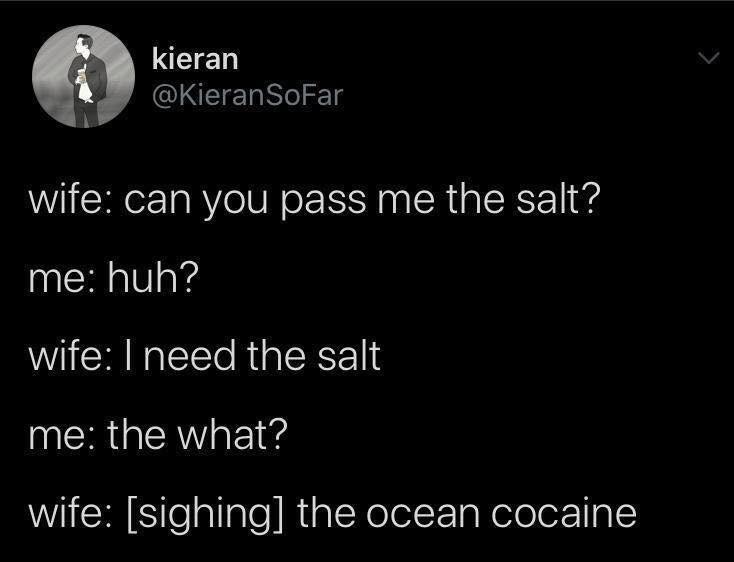 kieran
@KieranSoFar
wife: can you pass me the salt?
me: huh?
wife: I need the salt
me: the what?
wife: [sighing] the ocean cocaine